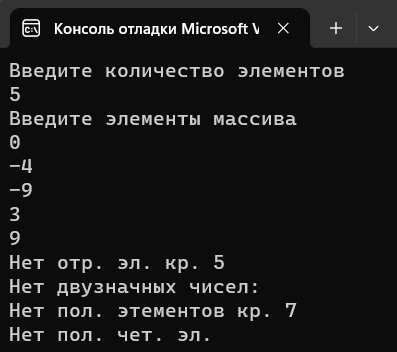 Консоль отладки Microsoft V
Введите количество элементов
5
Введите элементы массива
0
-4
-9
3
9
Нет отр. эл. кр. 5
Нет двузначных чисел:
Нет пол. этементов кр. 7
Нет пол. чет. эл.